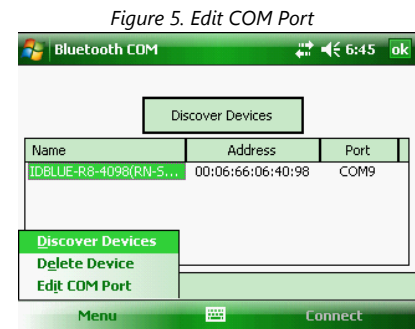 Figure 5. Edit COM Port
Bluetooth COM 6:45 ok
Discover Devices
Name Address Port
IDBLUE-R8-4098(RN-S... 00:06:66:06:40:98 COM9
Discover Devices
Delete Device
Edit COM Port
Menu Connect